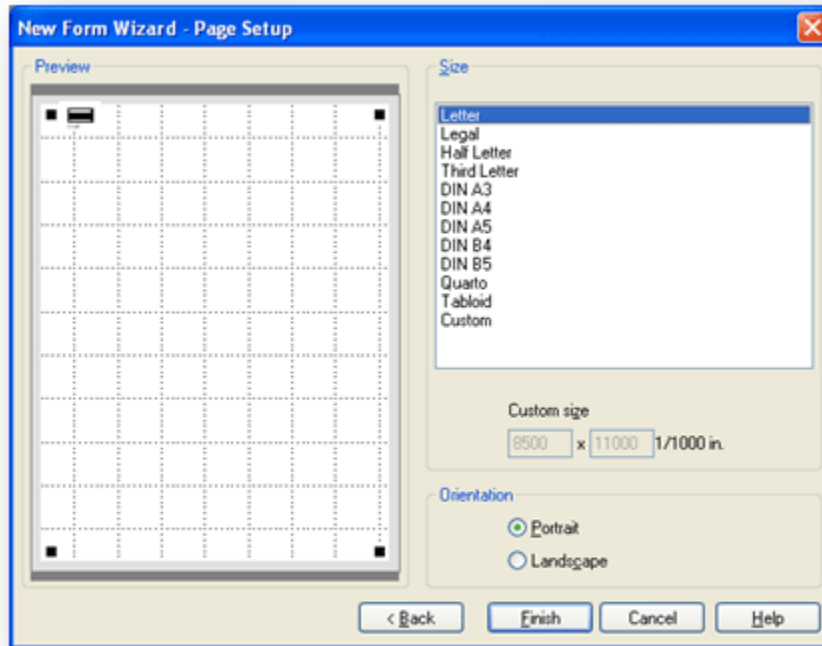 New Form Wizard - Page Setup
Preview
Size
Letter
Legal
Half Letter
Third Letter
DIN A3
DIN A4
DIN A5
DIN B4
DIN B5
Quarto
Tabloid
Custom
Custom size
8500 x 11000 1/1000 in.
Orientation
Portrait
Landscape
< Back Finish Cancel Help